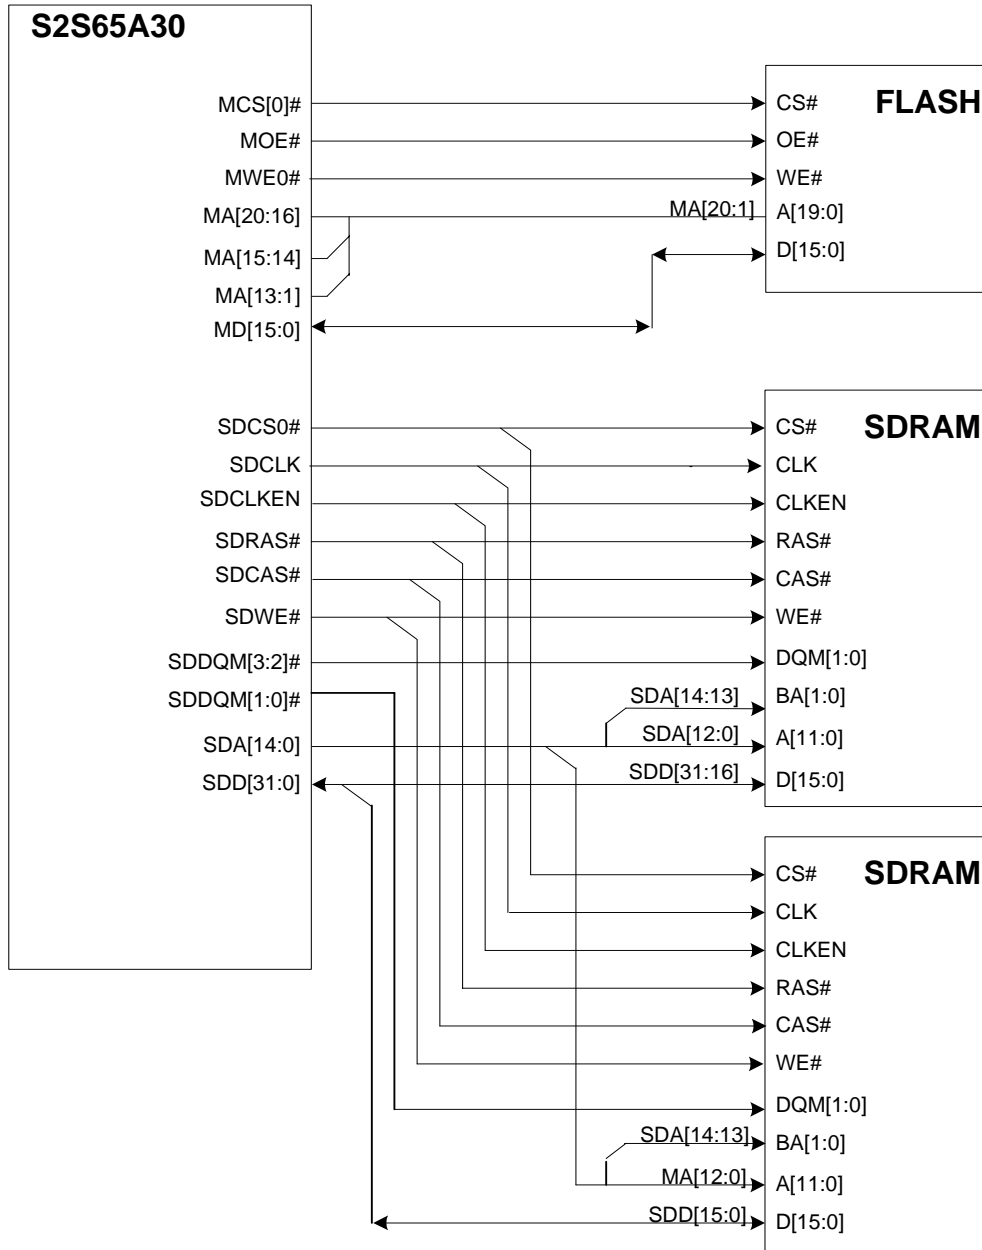 S2S65A30
MCS[0]#
MOE#
MWE0#
MA[20:16]
MA[15:14]
MA[13:1]
MD[15:0]
MA[20:1]
CS# FLASH
OE#
WE#
A[19:0]
D[15:0]
SDCS0#
SDCLK
SDCLKEN
SDRAS#
SDCAS#
SDWE#
SDDQM[3:2]#
SDDQM[1:0]#
SDA[14:0]
SDD[31:0]
SDA[14:13]
SDA[12:0]
SDD[31:16]
CS# SDRAM
CLK
CLKEN
RAS#
CAS#
WE#
DQM[1:0]
BA[1:0]
A[11:0]
D[15:0]
SDA[14:13]
MA[12:0]
SDD[15:0]
CS# SDRAM
CLK
CLKEN
RAS#
CAS#
WE#
DQM[1:0]
BA[1:0]
A[11:0]
D[15:0]